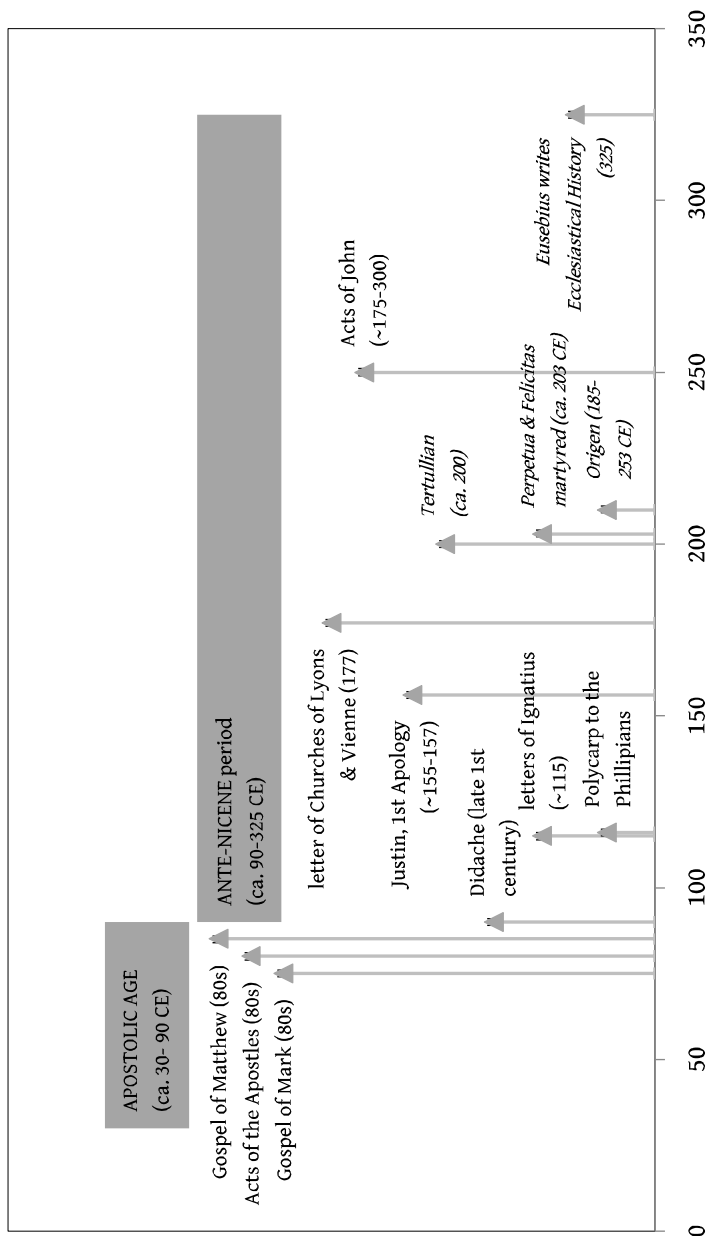 APOSTOLIC AGE
(ca. 30- 90 CE)
ANTE-NICENE period
(ca. 90-325 CE)
Gospel of Matthew (80s)
Acts of the Apostles (80s)
Gospel of Mark (80s)
letter of Churches of Lyons
& Vienne (177)
Acts of John
(~175-300)
Justin, 1st Apology
(~155-157)
Tertullian
(ca. 200)
Didache (late 1st
century)
letters of Ignatius
(~115)
Perpetua & Felicitas
martyred (ca. 203 CE)
Eusebius writes
Ecclesiastical History
(325)
Polycarp to the
Phillipians
Origen (185-
253 CE)
0
50
100
150
200
250
300
350